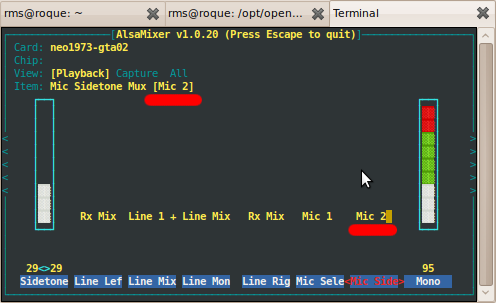 rms@roque: ~ rms@roque: /opt/open... Terminal
AlsaMixer v1.0.20 (Press Escape to quit)
Card: neo1973-gta02
Chip:
View: [Playback] Capture All
Item: Mic Sidetone Mux [Mic 2]
< >
< >
< >
< >
Rx Mix Line 1 + Line Mix Rx Mix Mic 1 Mic 2
29<>29 95
Sidetone Line Lef Line Mix Line Mon Line Rig Mic Sele <Mic Side> Mono